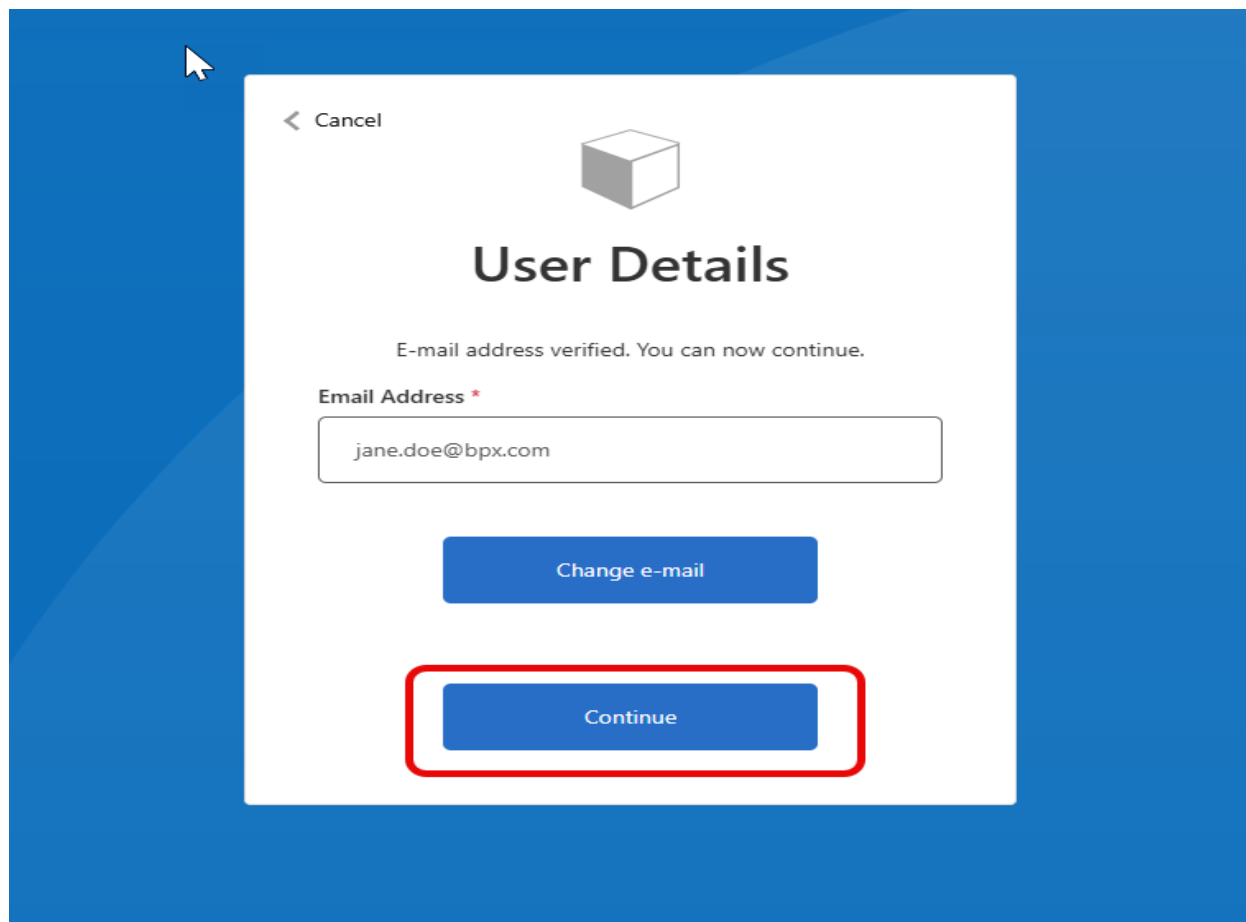 Cancel
User Details
E-mail address verified. You can now continue.
Email Address *
jane.doe@bpx.com
Change e-mail
Continue